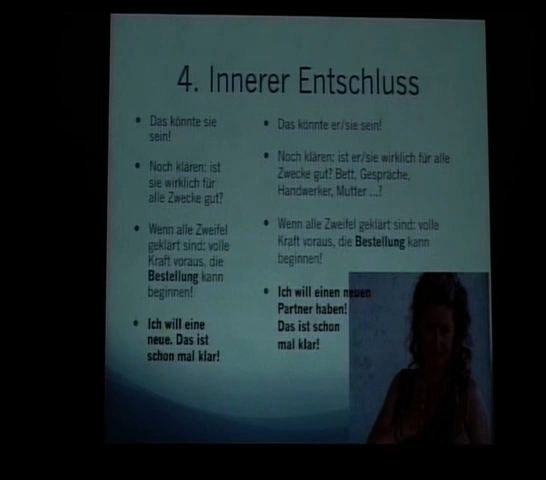 4. Innerer Entschluss
• Das könnte sie
sein!
• Noch klären: ist
sie wirklich für
alle Zwecke gut?
• Wenn alle Zweifel
geklärt sind: volle
Kraft voraus, die
Bestellung kann
beginnen!
• Ich will eine
neue. Das ist
schon mal klar!
• Das könnte er/sie sein!
• Noch klären: ist er/sie wirklich für alle
Zwecke gut? Bett, Gespräche,
Handwerker, Mutter ...?
• Wenn alle Zweifel geklärt sind: volle
Kraft voraus, die Bestellung kann
beginnen!
• Ich will einen neuen
Partner haben!
Das ist schon
mal klar!